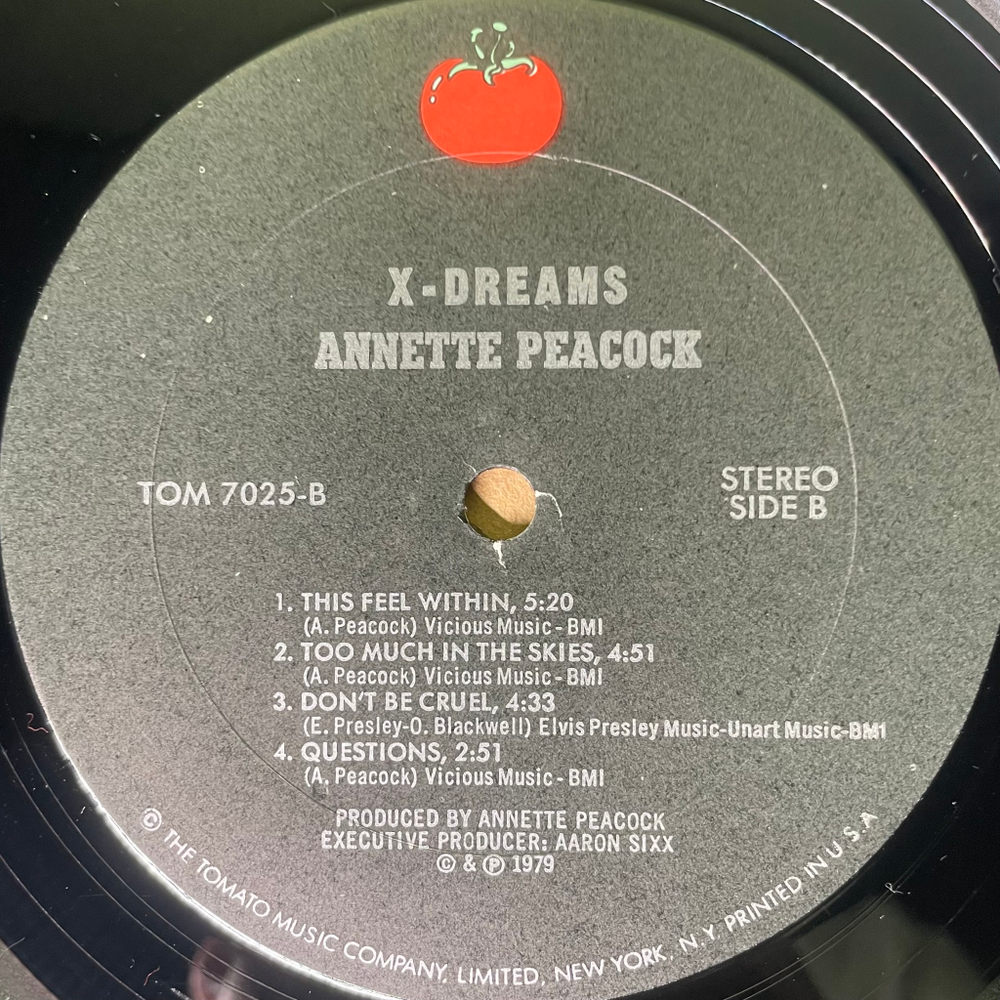 X-DREAMS
ANNETTE PEACOCK
TOM 7025-B
STEREO
SIDE B
1. THIS FEEL WITHIN, 5:20
(A. Peacock) Vicious Music - BMI
2. TOO MUCH IN THE SKIES, 4:51
(A. Peacock) Vicious Music - BMI
3. DON'T BE CRUEL, 4:33
(E. Presley-O. Blackwell) Elvis Presley Music-Unart Music-BMI
4. QUESTIONS, 2:51
(A. Peacock) Vicious Music - BMI
PRODUCED BY ANNETTE PEACOCK
EXECUTIVE PRODUCER: AARON SIXX
© & ℗ 1979
© THE TOMATO MUSIC COMPANY, LIMITED, NEW YORK, N.Y. PRINTED IN U.S.A